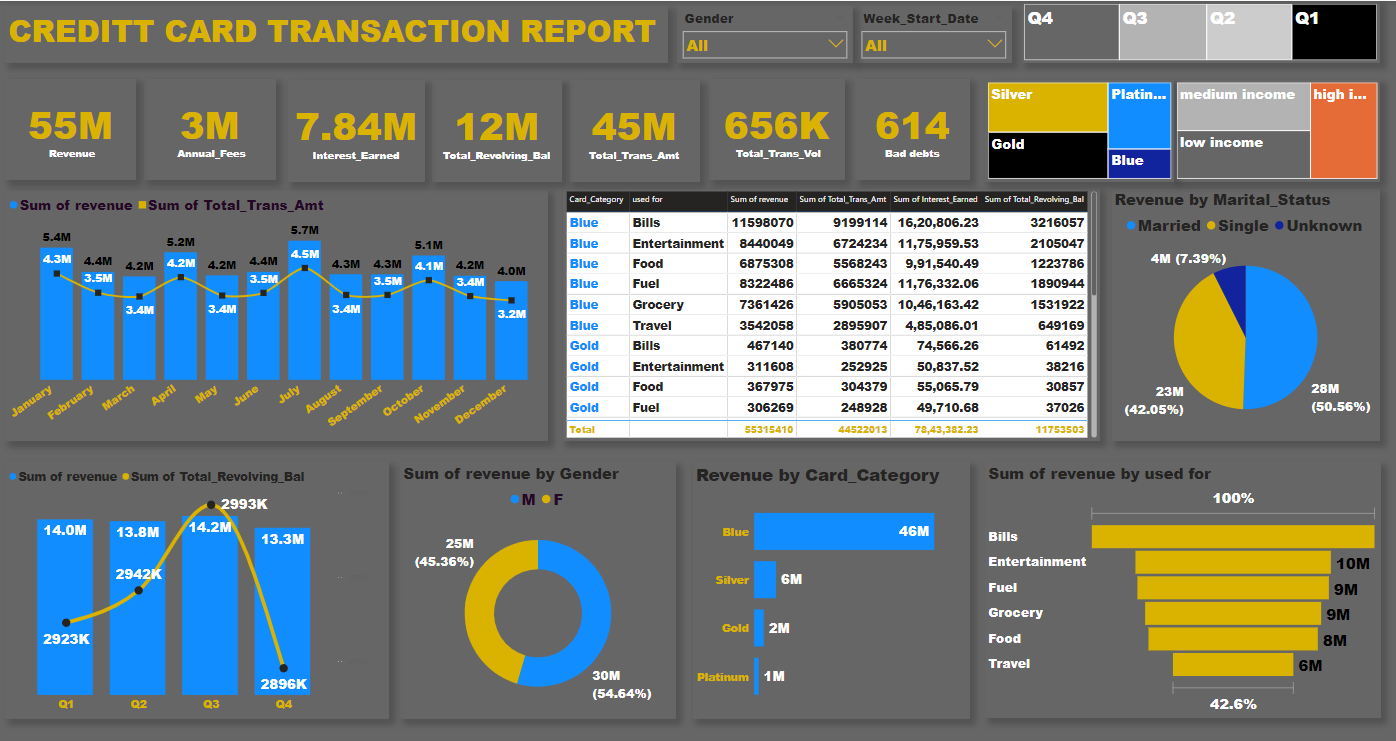 CREDITT CARD TRANSACTION REPORT
Gender
All
Week_Start_Date
All
Q4 Q3 Q2 Q1
55M
Revenue
3M
Annual_Fees
7.84M
Interest_Earned
12M
Total_Revolving_Bal
45M
Total_Trans_Amt
656K
Total_Trans_Vol
614
Bad debts
Silver
Gold
Platin...
Blue
medium income
low income
high i...
Sum of revenue Sum of Total_Trans_Amt
5.4M 4.4M 4.2M 5.2M 4.2M 4.4M 5.7M 4.3M 4.3M 5.1M 4.2M 4.0M
4.3M 3.5M 3.4M 4.2M 3.4M 3.5M 4.5M 3.4M 3.5M 4.1M 3.4M 3.2M
January February March April May June July August September October November December
Card_Category used for Sum of revenue Sum of Total_Trans_Amt Sum of Interest_Earned Sum of Total_Revolving_Bal
Blue Bills 11598070 9199114 16,20,806.23 3216057
Blue Entertainment 8440049 6724234 11,75,959.53 2105047
Blue Food 6875308 5568243 9,91,540.49 1223786
Blue Fuel 8322486 6665324 11,76,332.06 1890944
Blue Grocery 7361426 5905053 10,46,163.42 1531922
Blue Travel 3542058 2895907 4,85,086.01 649169
Gold Bills 467140 380774 74,566.26 61492
Gold Entertainment 311608 252925 50,837.52 38216
Gold Food 367975 304379 55,065.79 30857
Gold Fuel 306269 248928 49,710.68 37026
Total 55315410 44522013 78,43,382.23 11753503
Revenue by Marital_Status
Married Single Unknown
4M (7.39%)
23M
(42.05%)
28M
(50.56%)
Sum of revenue Sum of Total_Revolving_Bal
14.0M 13.8M 14.2M 13.3M
2923K 2942K 2993K 2896K
Q1 Q2 Q3 Q4
Sum of revenue by Gender
M F
25M
(45.36%)
30M
(54.64%)
Revenue by Card_Category
Blue 46M
Silver 6M
Gold 2M
Platinum 1M
Sum of revenue by used for
100%
Bills
Entertainment 10M
Fuel 9M
Grocery 9M
Food 8M
Travel 6M
42.6%